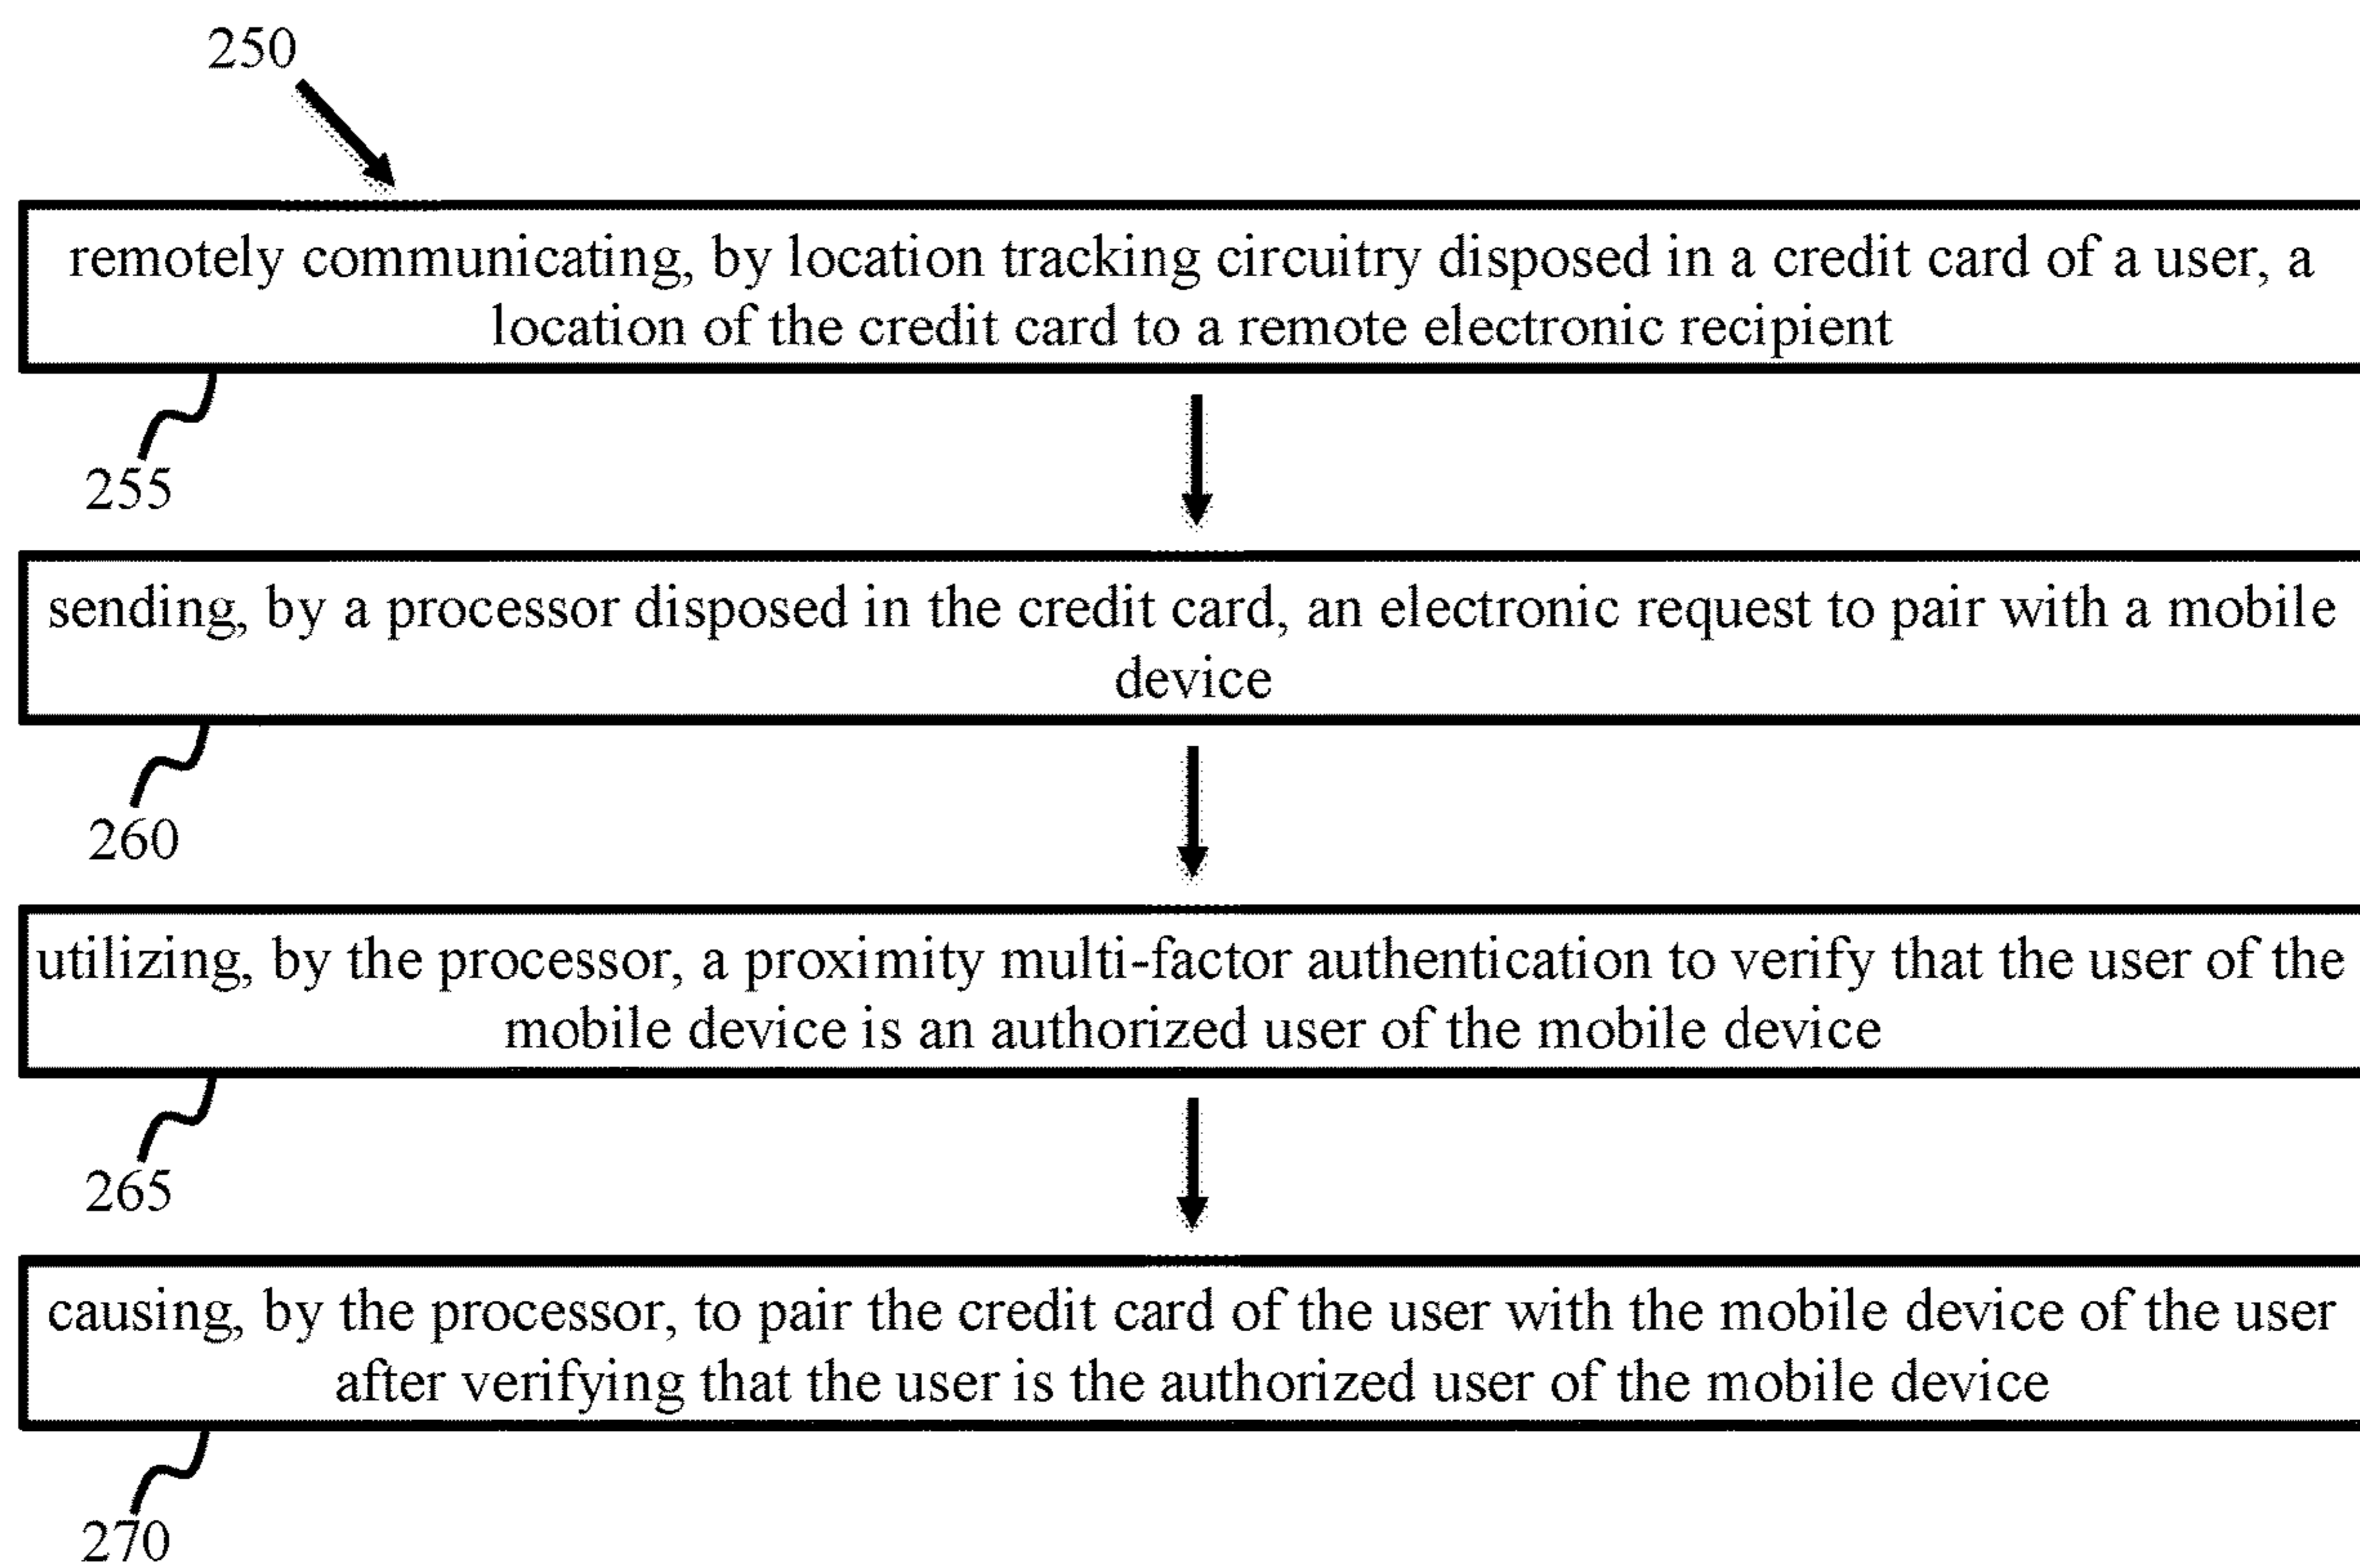 250
remotely communicating, by location tracking circuitry disposed in a credit card of a user, a
location of the credit card to a remote electronic recipient
255
sending, by a processor disposed in the credit card, an electronic request to pair with a mobile
device
260
utilizing, by the processor, a proximity multi-factor authentication to verify that the user of the
mobile device is an authorized user of the mobile device
265
causing, by the processor, to pair the credit card of the user with the mobile device of the user
after verifying that the user is the authorized user of the mobile device
270